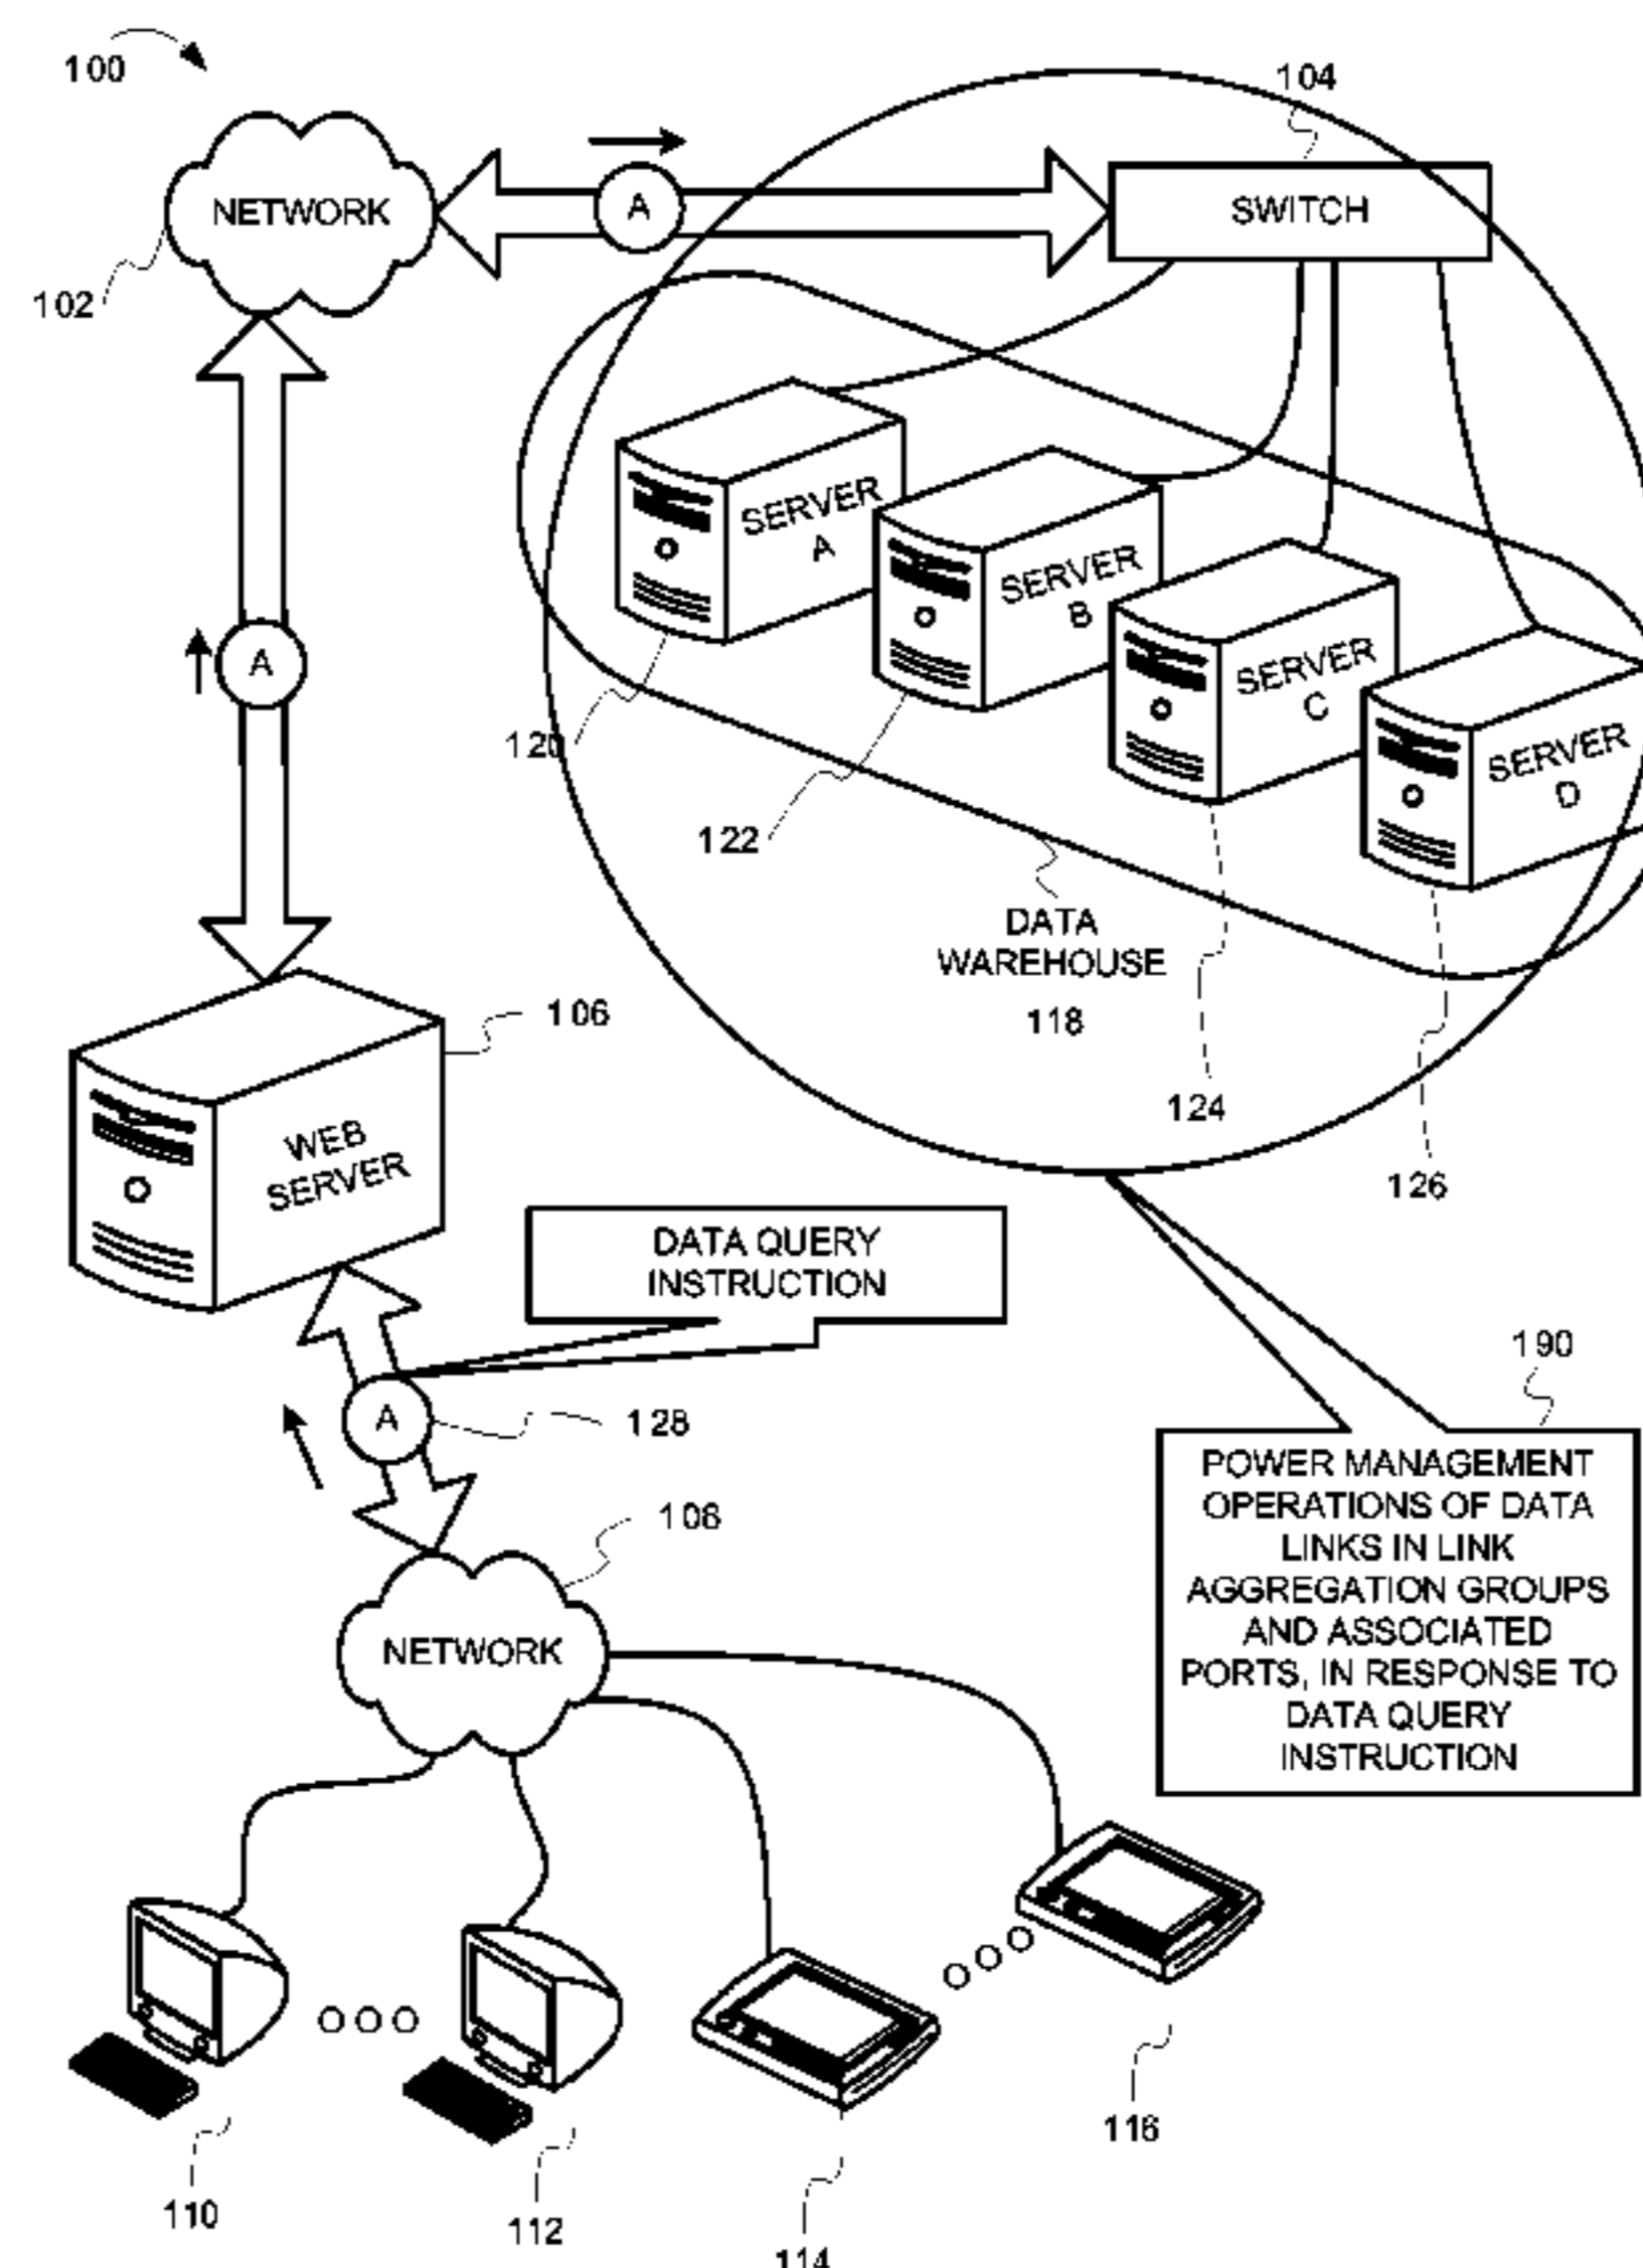 100
104
NETWORK
A
SWITCH
102
SERVER
A
SERVER
B
A
SERVER
C
SERVER
D
120
122
DATA
WAREHOUSE
118
106
124
WEB
SERVER
126
DATA QUERY
INSTRUCTION
190
A
128
POWER MANAGEMENT
OPERATIONS OF DATA
LINKS IN LINK
AGGREGATION GROUPS
AND ASSOCIATED
PORTS, IN RESPONSE TO
DATA QUERY
INSTRUCTION
108
NETWORK
116
110
112
114